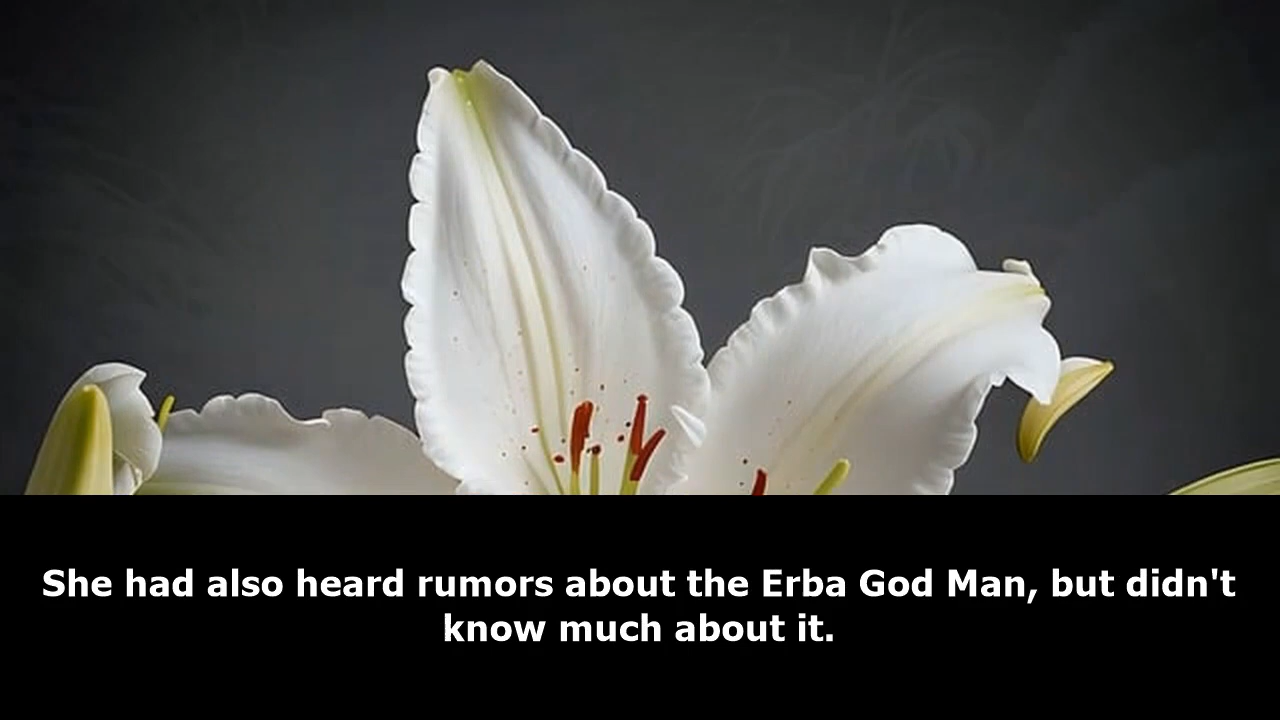 She had also heard rumors about the Erba God Man, but didn't
know much about it.